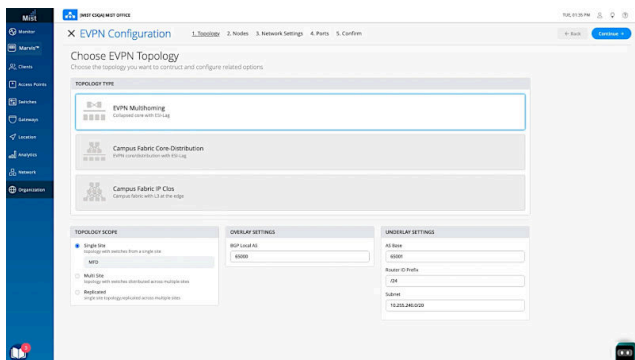 Mist
[MIST CSQA] MIST OFFICE
TUE, 01:35 PM
Monitor
Marvis™
Clients
Access Points
Switches
Gateways
Location
Analytics
Network
Organization
EVPN Configuration
1. Topology 2. Nodes 3. Network Settings 4. Ports 5. Confirm
Back
Continue
Choose EVPN Topology
Choose the topology you want to contruct and configure related options
TOPOLOGY TYPE
EVPN Multihoming
Collapsed core with ESI-Lag
Campus Fabric Core-Distribution
EVPN core/distribution with ESI-Lag
Campus Fabric IP Clos
Campus fabric with L3 at the edge
TOPOLOGY SCOPE
Single Site
topology with switches from a single site
MFD
Multi Site
topology with switches distributed across multiple sites
Replicated
single site topology replicated across multiple sites
OVERLAY SETTINGS
BGP Local AS
65000
UNDERLAY SETTINGS
AS Base
65001
Router ID Prefix
/24
Subnet
10.255.240.0/20